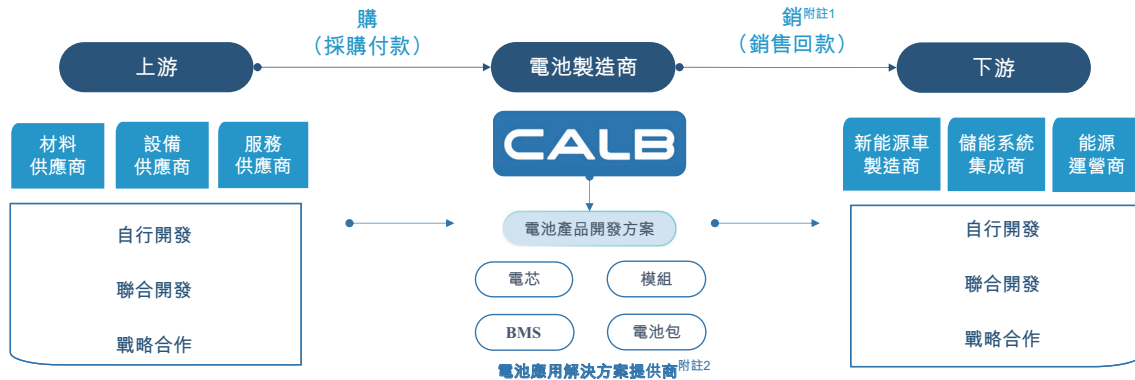 購
（採購付款）
銷附註1
（銷售回款）
上游
電池製造商
下游
材料
供應商
設備
供應商
服務
供應商
CALB
新能源車
製造商
儲能系統
集成商
能源
運營商
自行開發
聯合開發
戰略合作
電池產品開發方案
電芯
模組
BMS
電池包
電池應用解決方案提供商附註2
自行開發
聯合開發
戰略合作